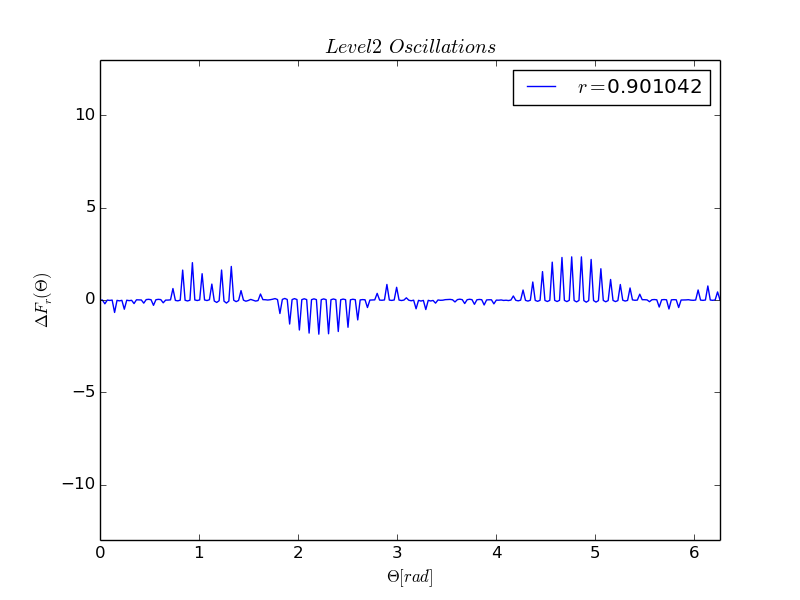 Level2 Oscillations
r=0.901042
10
5
0
−5
−10
ΔF_r(Θ)
0 1 2 3 4 5 6
Θ[rad]